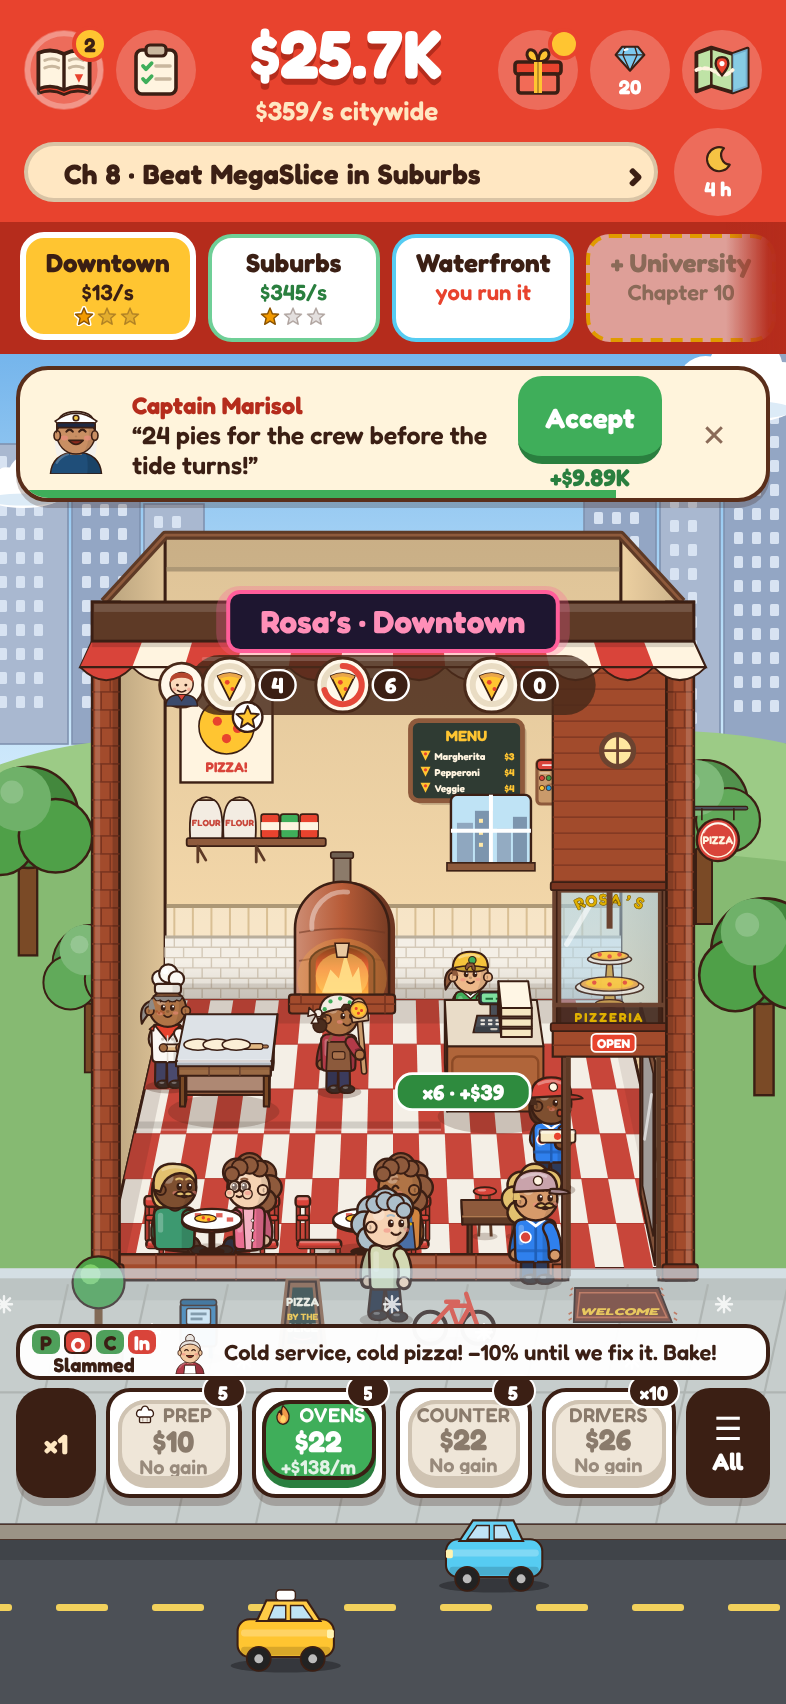 2
$25.7K
$359/s citywide
20
Ch 8 · Beat MegaSlice in Suburbs
4 h
Downtown
$13/s
Suburbs
$345/s
Waterfront
you run it
+ University
Chapter 10
Captain Marisol
“24 pies for the crew before the
tide turns!”
Accept
+$9.89K
Rosa's · Downtown
4
6
0
PIZZA!
MENU
Margherita $3
Pepperoni $4
Veggie $4
FLOUR
FLOUR
PIZZA
ROSA'S
PIZZERIA
OPEN
x6 · +$39
PIZZA
BY THE
WELCOME
P O C In
Slammed
Cold service, cold pizza! −10% until we fix it. Bake!
x1
5
PREP
$10
No gain
5
OVENS
$22
+$138/m
5
COUNTER
$22
No gain
x10
DRIVERS
$26
No gain
All